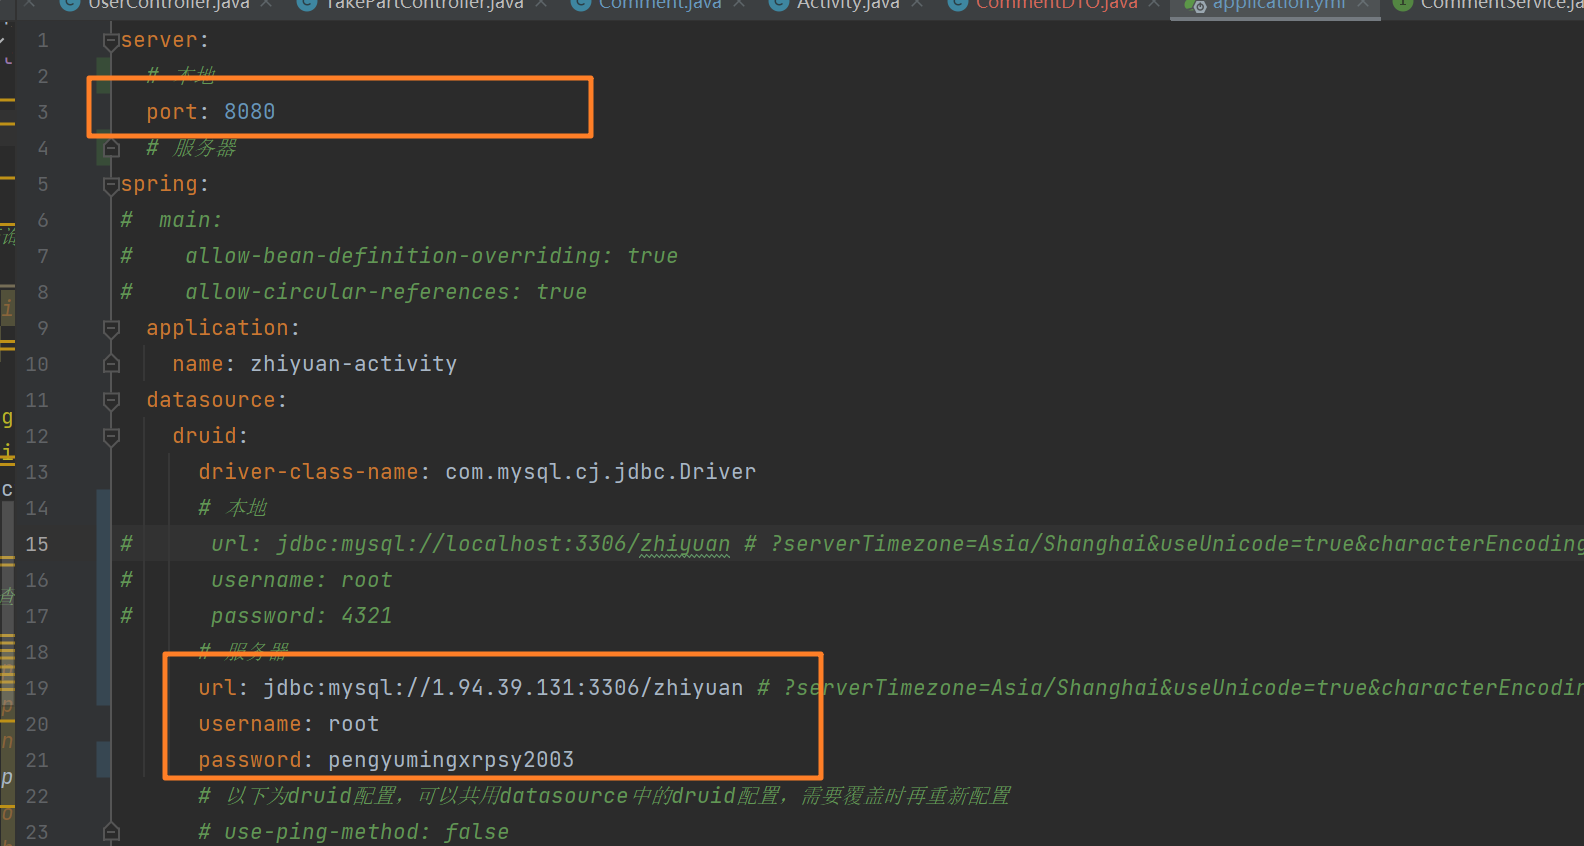 UserController.java TakePartController.java Comment.java Activity.java CommentDTO.java application.yml CommentService.ja
1 server:
2 # 本地
3 port: 8080
4 # 服务器
5 spring:
6 # main:
7 # allow-bean-definition-overriding: true
8 # allow-circular-references: true
9 application:
10 name: zhiyuan-activity
11 datasource:
12 druid:
13 driver-class-name: com.mysql.cj.jdbc.Driver
14 # 本地
15 # url: jdbc:mysql://localhost:3306/zhiyuan # ?serverTimezone=Asia/Shanghai&useUnicode=true&characterEncoding
16 # username: root
17 # password: 4321
18 # 服务器
19 url: jdbc:mysql://1.94.39.131:3306/zhiyuan # ?serverTimezone=Asia/Shanghai&useUnicode=true&characterEncodin
20 username: root
21 password: pengyumingxrpsy2003
22 # 以下为druid配置，可以共用datasource中的druid配置，需要覆盖时再重新配置
23 # use-ping-method: false